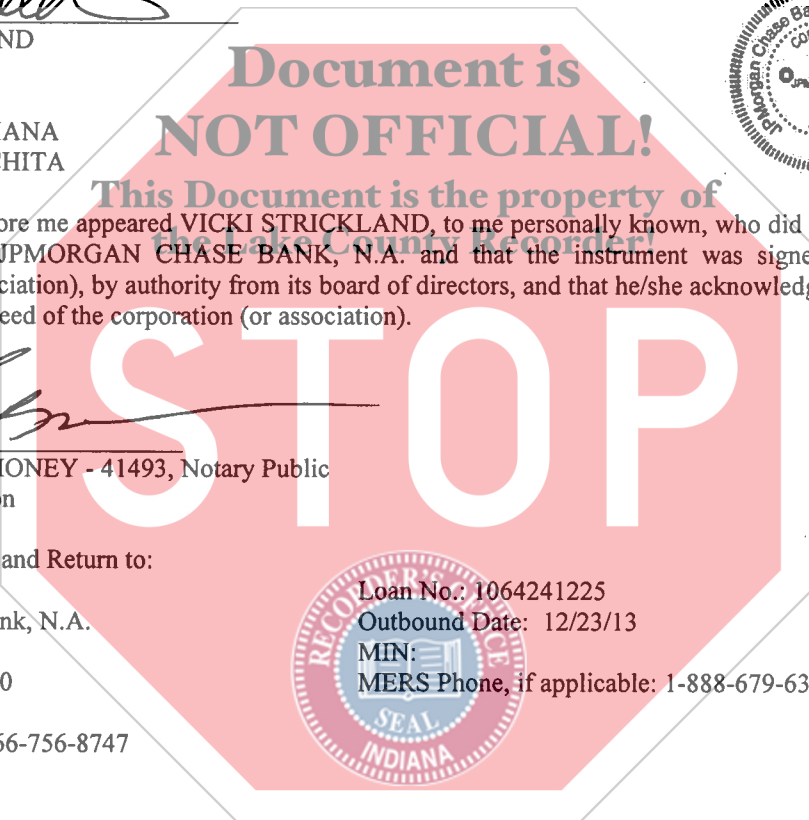 ND
Document is
NOT OFFICIAL!
This Document is the property of
the Lake County Recorder!
JPMorgan Chase Ba
IANA
CHITA
ore me appeared VICKI STRICKLAND, to me personally known, who did
JPMORGAN CHASE BANK, N.A. and that the instrument was signe
ciation), by authority from its board of directors, and that he/she acknowledg
eed of the corporation (or association).
STOP
IONEY - 41493, Notary Public
on
and Return to:
Loan No.: 1064241225
nk, N.A.
Outbound Date: 12/23/13
MIN:
0
MERS Phone, if applicable: 1-888-679-63
66-756-8747
RECORDER'S OFFICE
SEAL
INDIANA